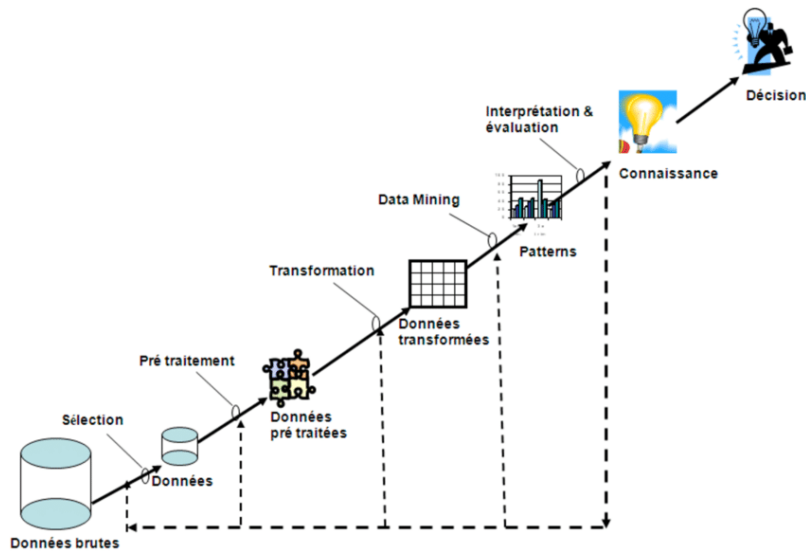 Décision
Interprétation &
évaluation
Connaissance
Data Mining
Patterns
Transformation
Données
transformées
Pré traitement
Données
pré traitées
Sélection
Données
Données brutes